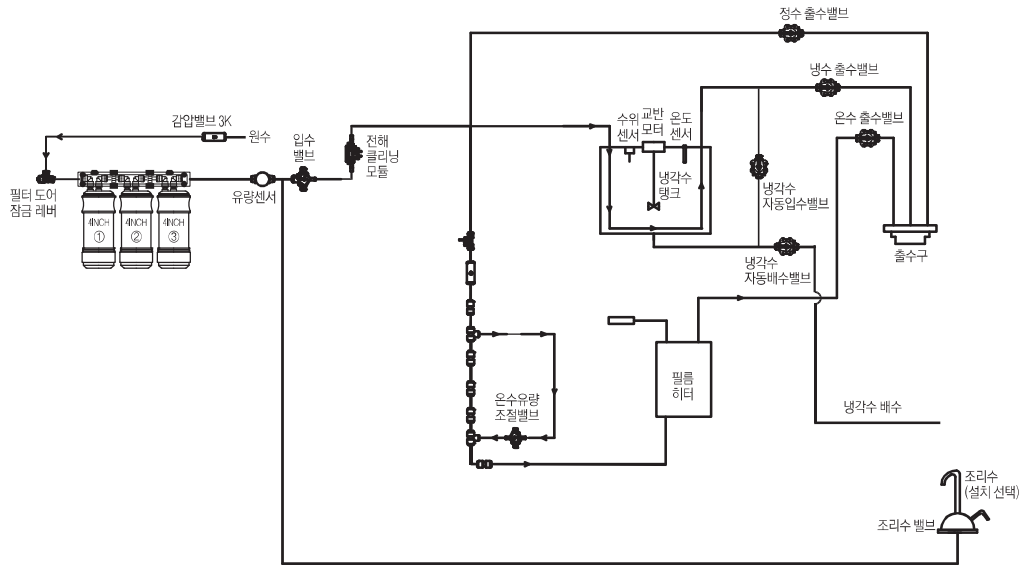 정수 출수밸브
냉수 출수밸브
온수 출수밸브
감압밸브 3K
원수
입수
밸브
전해
클리닝
모듈
수위
센서
교반
모터
온도
센서
냉각수
탱크
냉각수
자동입수밸브
필터 도어
잠금 레버
유량센서
4INCH
①
4INCH
②
4INCH
③
출수구
냉각수
자동배수밸브
필름
히터
온수유량
조절밸브
냉각수 배수
조리수
(설치 선택)
조리수 밸브